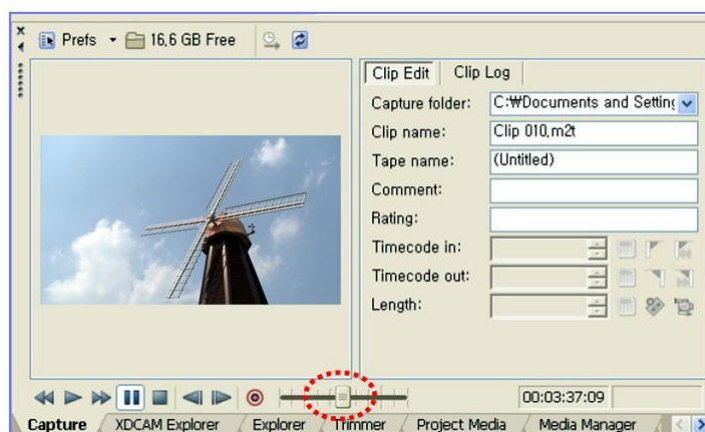 Prefs 16,6 GB Free
Clip Edit Clip Log
Capture folder: C:₩Documents and Setting
Clip name: Clip 010,m2t
Tape name: (Untitled)
Comment:
Rating:
Timecode in:
Timecode out:
Length:
00:03:37:09
Capture XDCAM Explorer Explorer Trimmer Project Media Media Manager